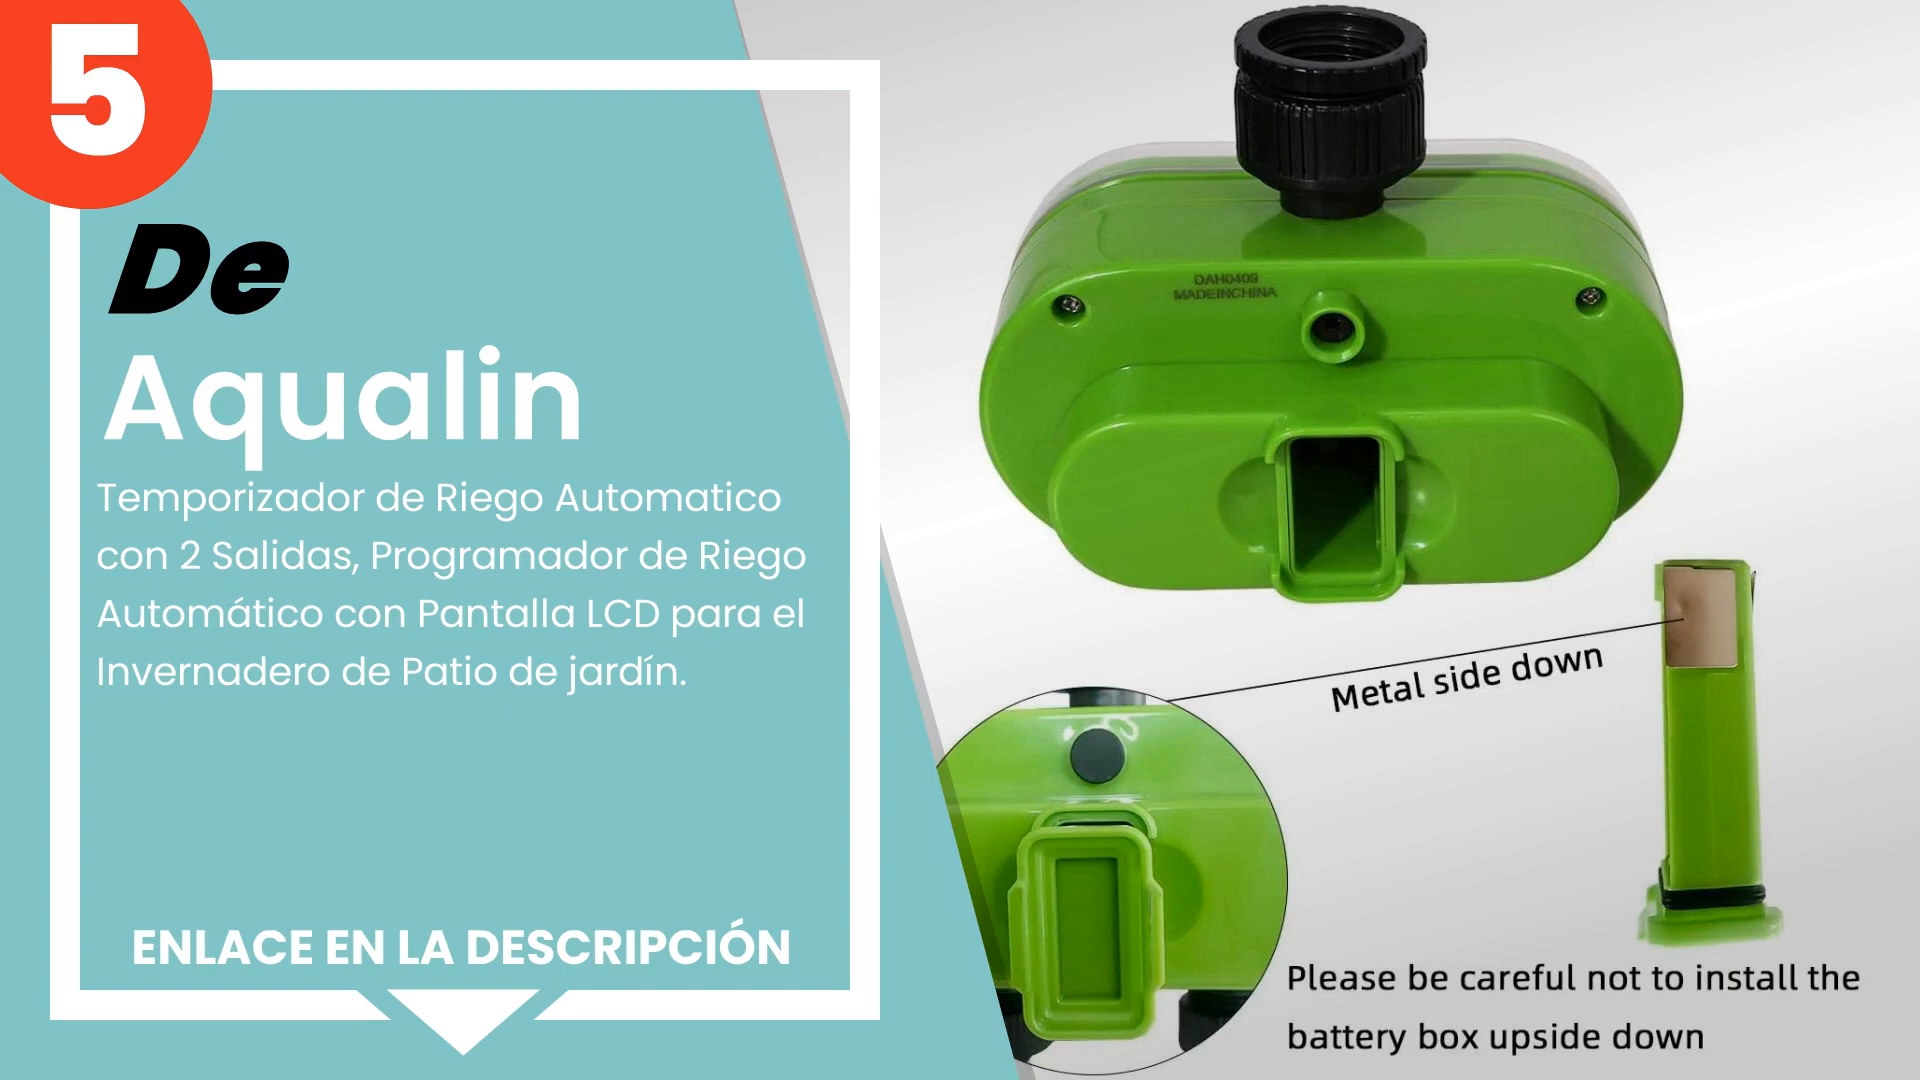 5
De
Aqualin
Temporizador de Riego Automatico
con 2 Salidas, Programador de Riego
Automático con Pantalla LCD para el
Invernadero de Patio de jardín.
ENLACE EN LA DESCRIPCIÓN
DAH0409
MADEINCHINA
Metal side down
Please be careful not to install the
battery box upside down